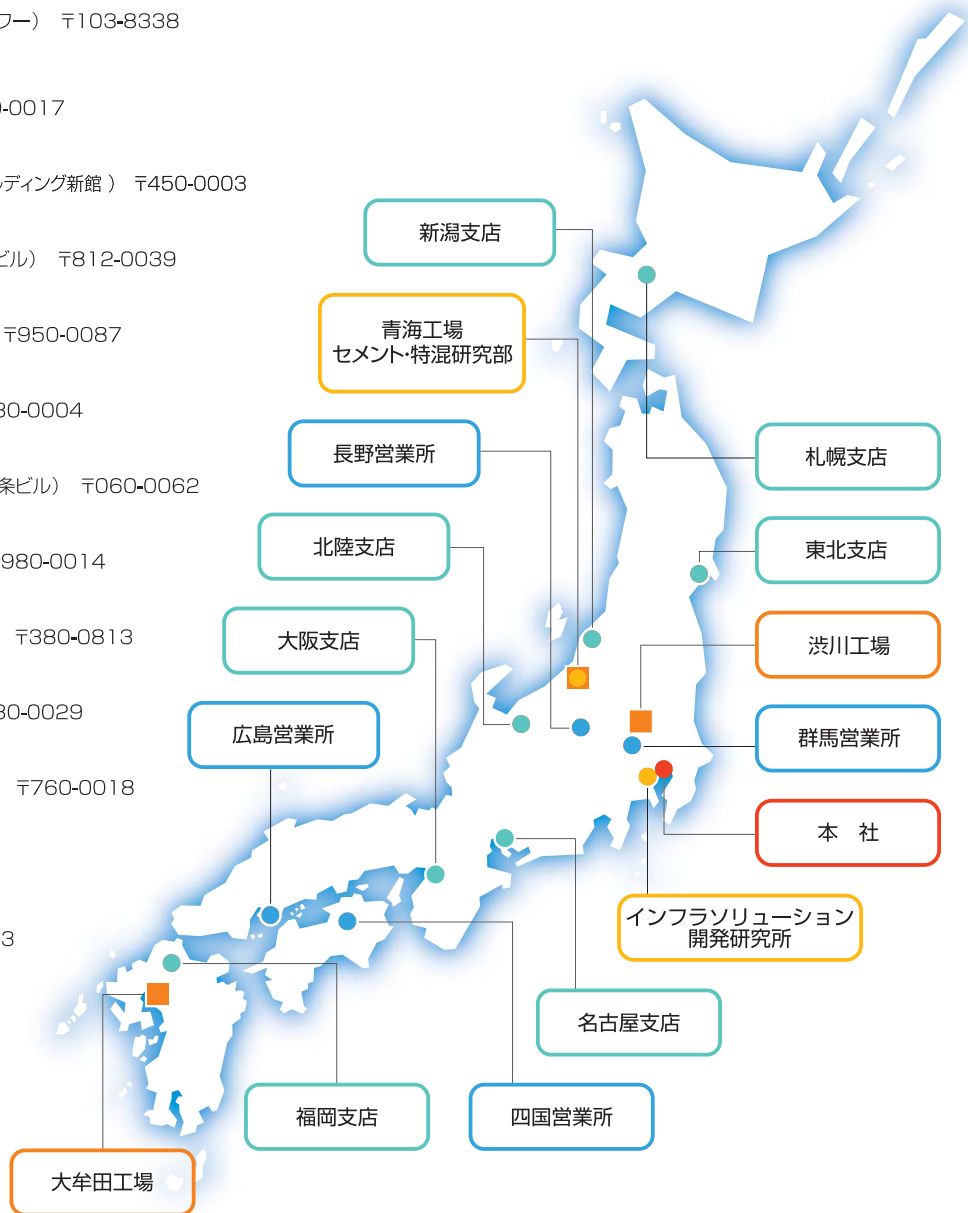 フー） 〒103-8338
-0017
ルディング新館 ） 〒450-0003
ビル） 〒812-0039
〒950-0087
30-0004
条ビル） 〒060-0062
980-0014
〒380-0813
30-0029
〒760-0018
3
新潟支店
青海工場
セメント・特混研究部
長野営業所
北陸支店
大阪支店
広島営業所
札幌支店
東北支店
渋川工場
群馬営業所
本　社
インフラソリューション
開発研究所
名古屋支店
四国営業所
福岡支店
大牟田工場